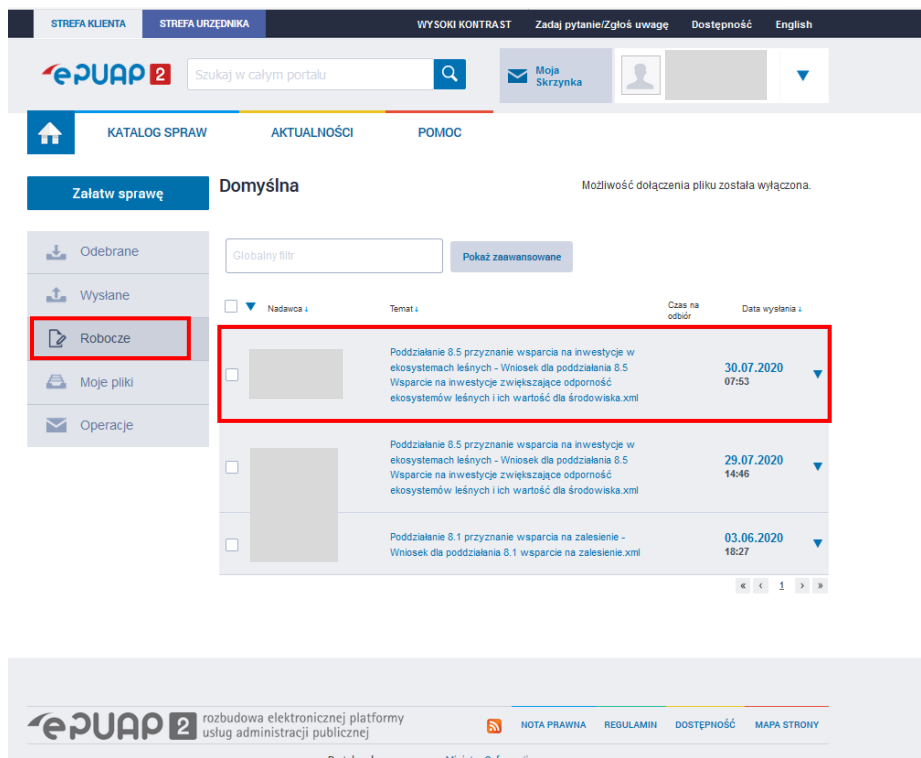 STREFA KLIENTA STREFA URZĘDNIKA WYSOKI KONTRAST Zadaj pytanie/Zgłoś uwagę Dostępność English
ePUAP 2 Szukaj w całym portalu Moja Skrzynka
KATALOG SPRAW AKTUALNOŚCI POMOC
Załatw sprawę
Domyślna
Możliwość dołączenia pliku została wyłączona.
Odebrane
Wysłane
Robocze
Moje pliki
Operacje
Globalny filtr Pokaż zaawansowane
Nadawca ↓ Temat ↓ Czas na odbiór Data wysłania ↓
Poddziałanie 8.5 przyznanie wsparcia na inwestycje w
ekosystemach leśnych - Wniosek dla poddziałania 8.5
Wsparcie na inwestycje zwiększające odporność
ekosystemów leśnych i ich wartość dla środowiska.xml
30.07.2020
07:53
Poddziałanie 8.5 przyznanie wsparcia na inwestycje w
ekosystemach leśnych - Wniosek dla poddziałania 8.5
Wsparcie na inwestycje zwiększające odporność
ekosystemów leśnych i ich wartość dla środowiska.xml
29.07.2020
14:46
Poddziałanie 8.1 przyznanie wsparcia na zalesienie -
Wniosek dla poddziałania 8.1 wsparcie na zalesienie.xml
03.06.2020
18:27
« ‹ 1 › »
ePUAP 2 rozbudowa elektronicznej platformy
usług administracji publicznej
NOTA PRAWNA REGULAMIN DOSTĘPNOŚĆ MAPA STRONY